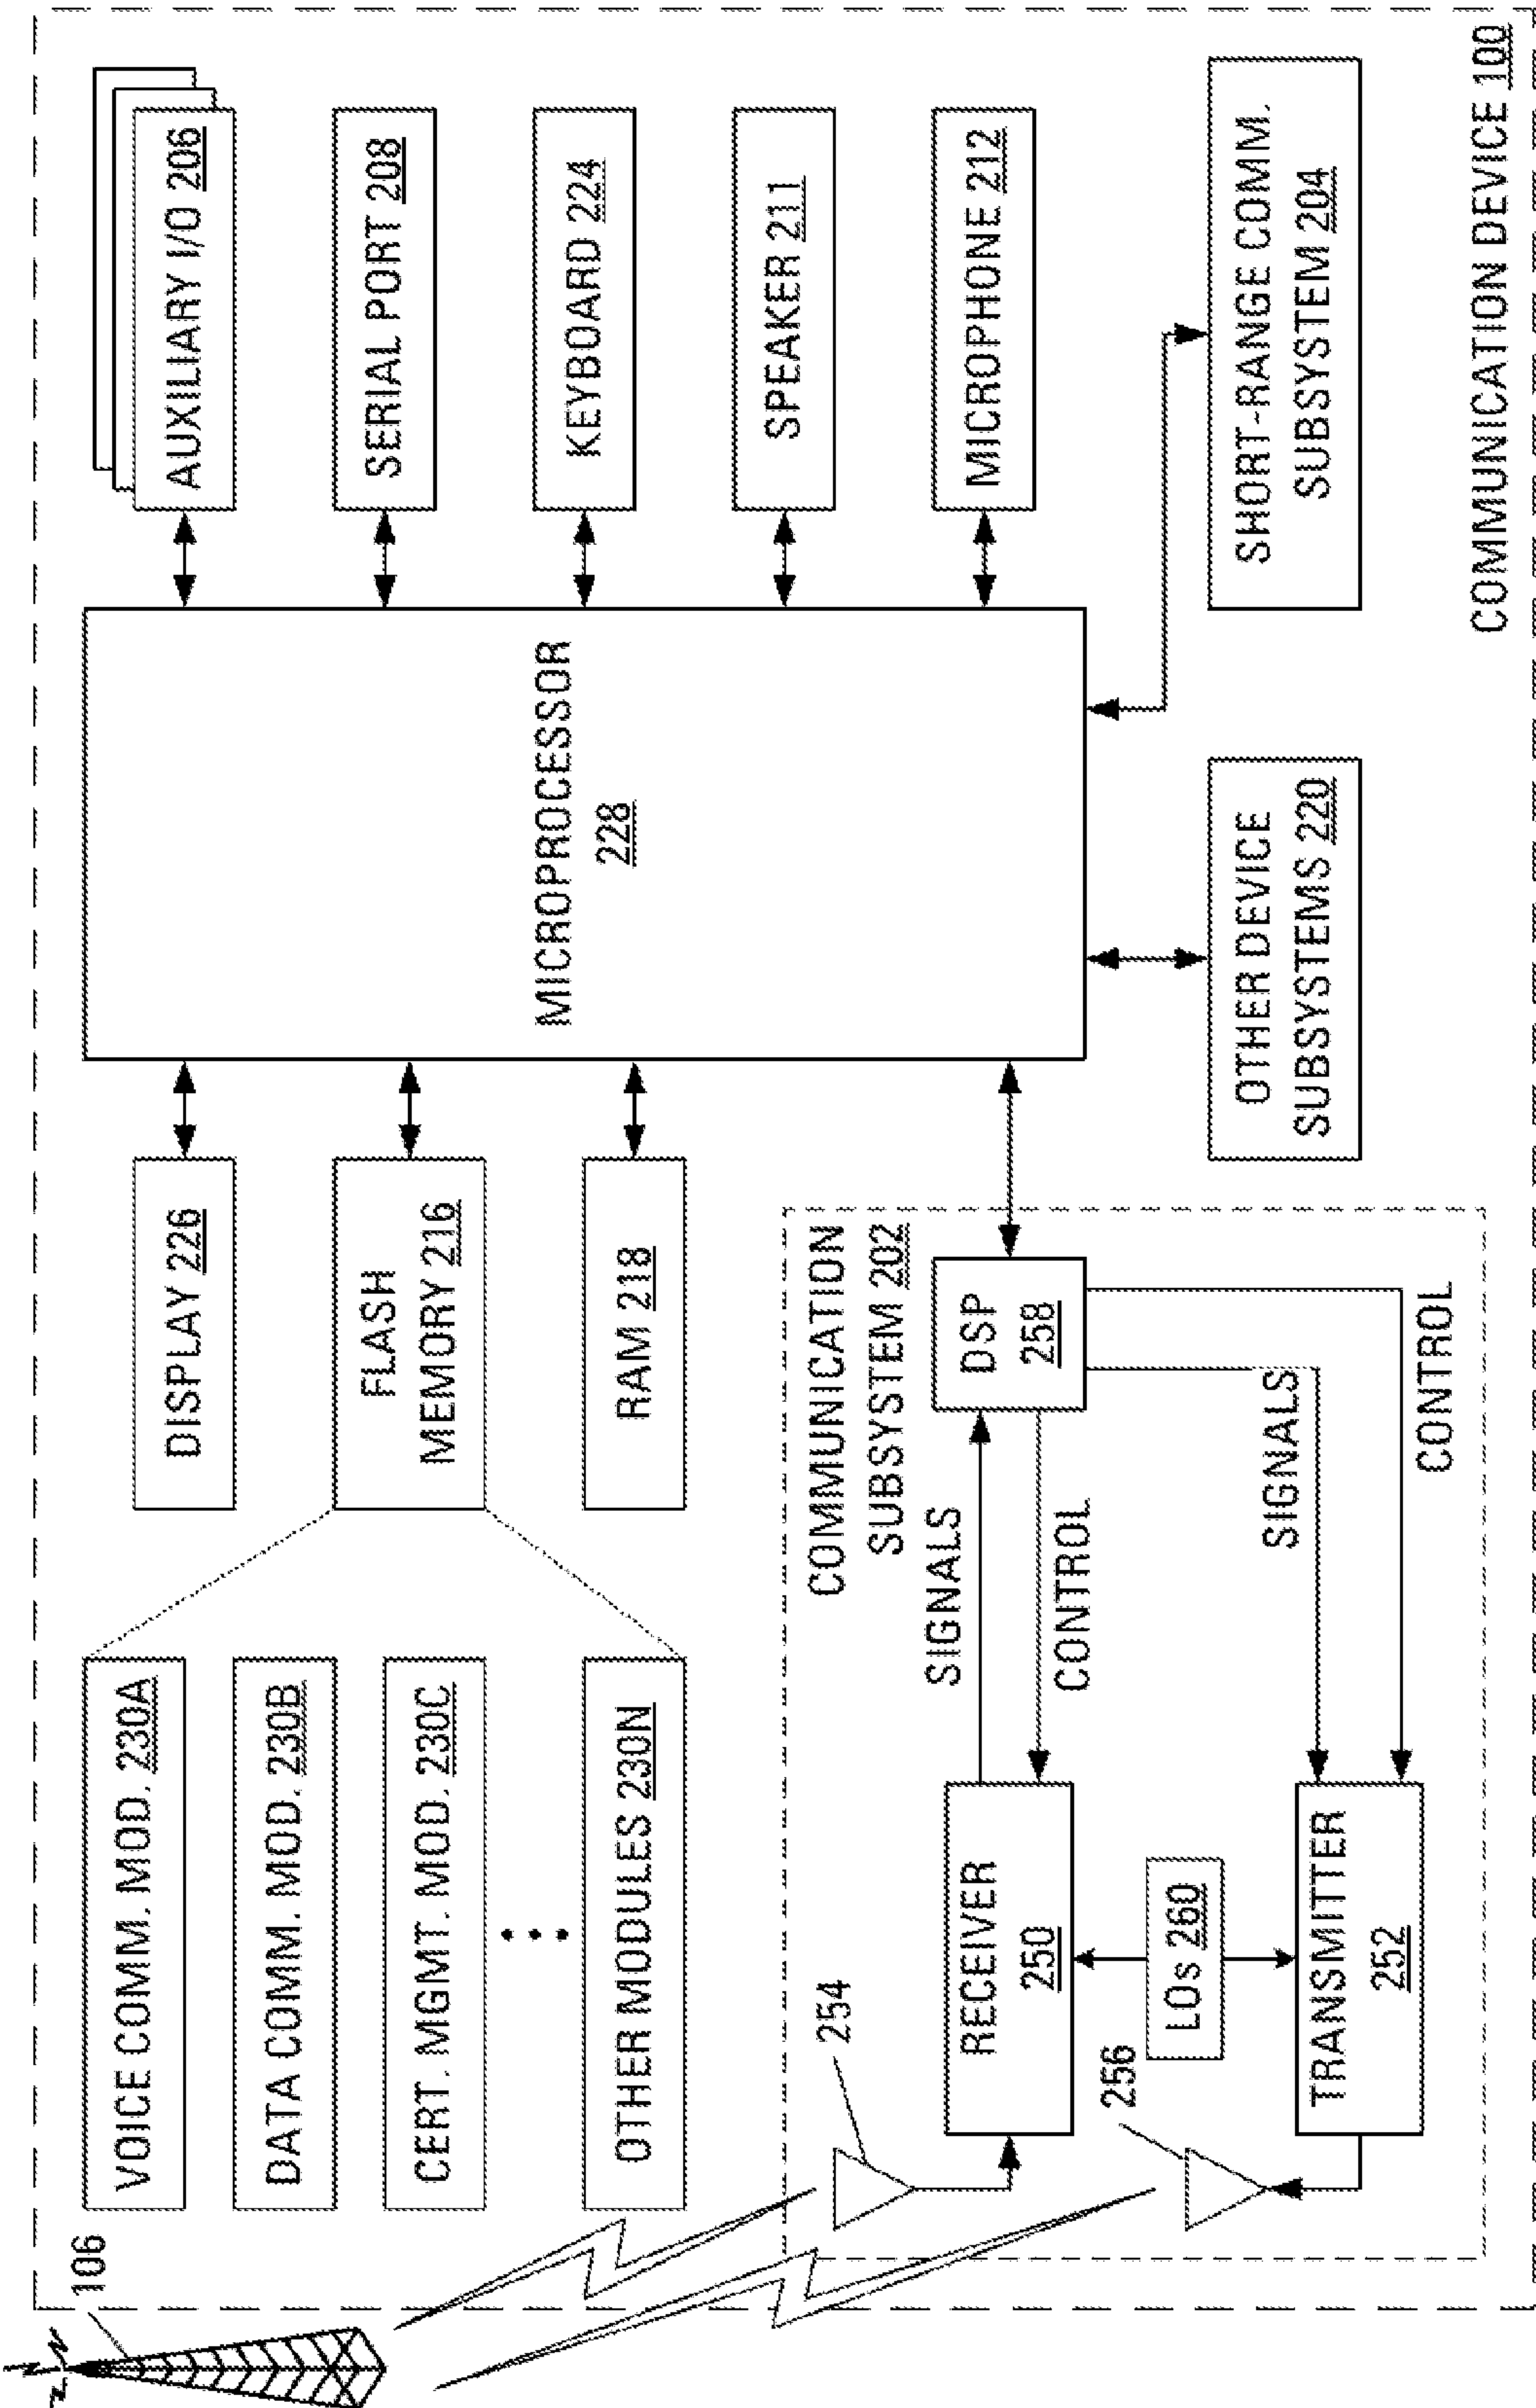 106
VOICE COMM. MOD. 230A
DATA COMM. MOD. 230B
CERT. MGMT. MOD. 230C
OTHER MODULES 230N
DISPLAY 226
FLASH
MEMORY 216
RAM 218
MICROPROCESSOR
228
AUXILIARY I/O 206
SERIAL PORT 208
KEYBOARD 224
SPEAKER 211
MICROPHONE 212
COMMUNICATION
SUBSYSTEM 202
254
RECEIVER
250
SIGNALS
CONTROL
DSP
258
256
LOs 260
TRANSMITTER
252
SIGNALS
CONTROL
OTHER DEVICE
SUBSYSTEMS 220
SHORT-RANGE COMM.
SUBSYSTEM 204
COMMUNICATION DEVICE 100